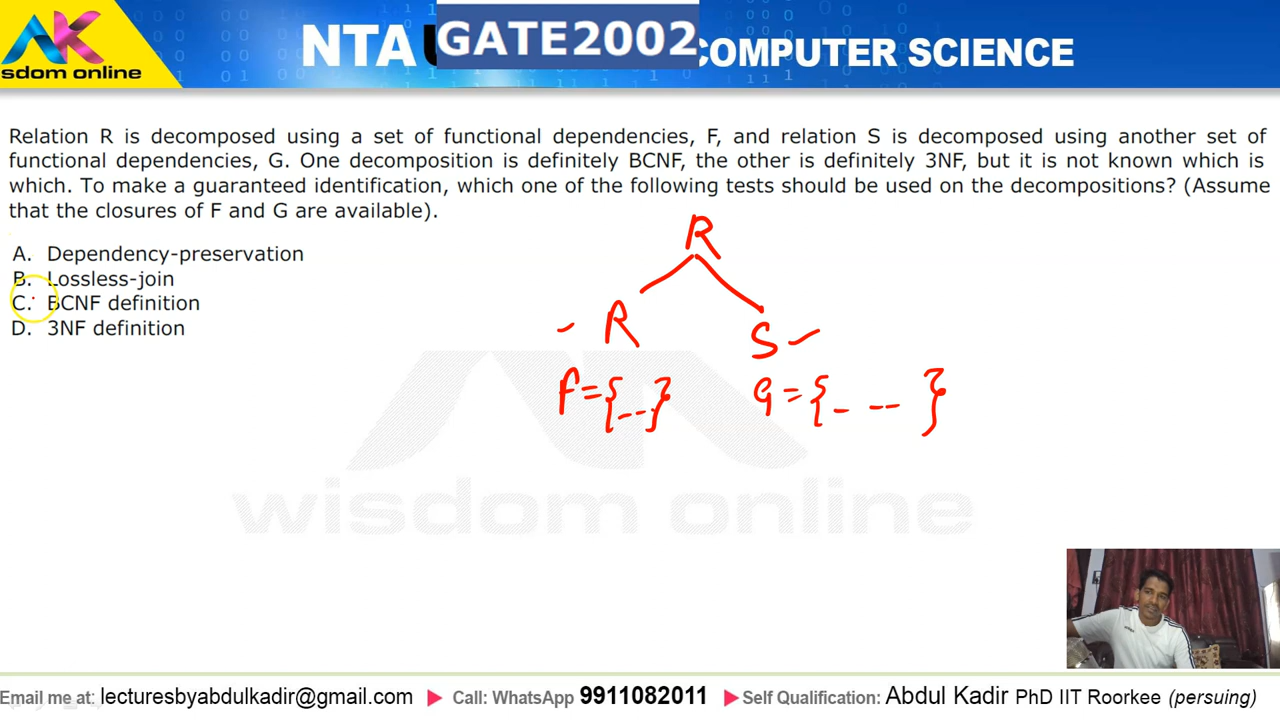 AK
sdom online
NTA U GATE2002 COMPUTER SCIENCE
Relation R is decomposed using a set of functional dependencies, F, and relation S is decomposed using another set of
functional dependencies, G. One decomposition is definitely BCNF, the other is definitely 3NF, but it is not known which is
which. To make a guaranteed identification, which one of the following tests should be used on the decompositions? (Assume
that the closures of F and G are available).
A. Dependency-preservation
B. Lossless-join
C. BCNF definition
D. 3NF definition
R
R S
F={-- } G={- -- }
wisdom online
Email me at: lecturesbyabdulkadir@gmail.com Call: WhatsApp 9911082011 Self Qualification: Abdul Kadir PhD IIT Roorkee (persuing)